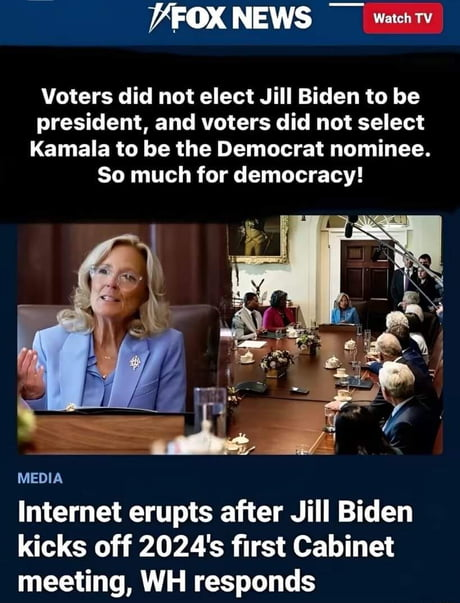 FOX NEWS
Watch TV
Voters did not elect Jill Biden to be
president, and voters did not select
Kamala to be the Democrat nominee.
So much for democracy!
MEDIA
Internet erupts after Jill Biden
kicks off 2024's first Cabinet
meeting, WH responds